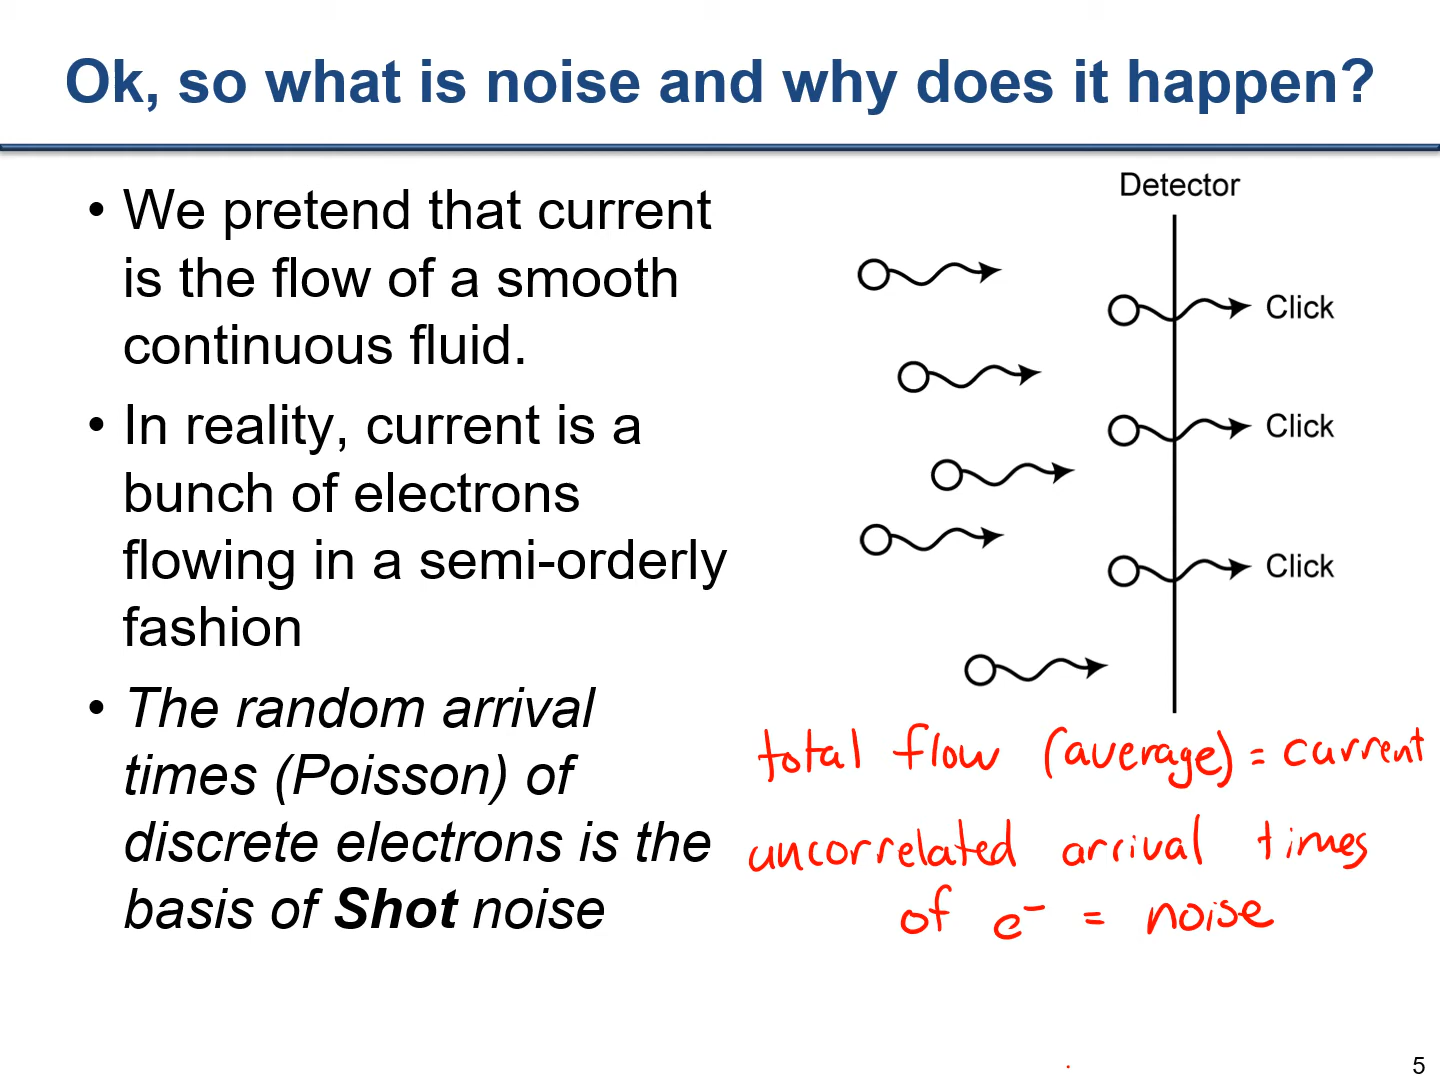 Ok, so what is noise and why does it happen?
• We pretend that current
is the flow of a smooth
continuous fluid.
• In reality, current is a
bunch of electrons
flowing in a semi-orderly
fashion
• The random arrival
times (Poisson) of
discrete electrons is the
basis of Shot noise
Detector
Click
Click
Click
total flow (average) = current
uncorrelated arrival times
of e⁻ = noise
5